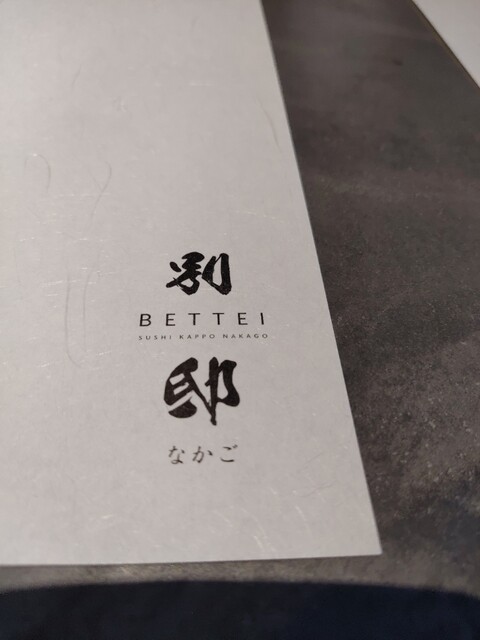 別
BETTEI
SUSHI KAPPO NAKAGO
邸
なかご